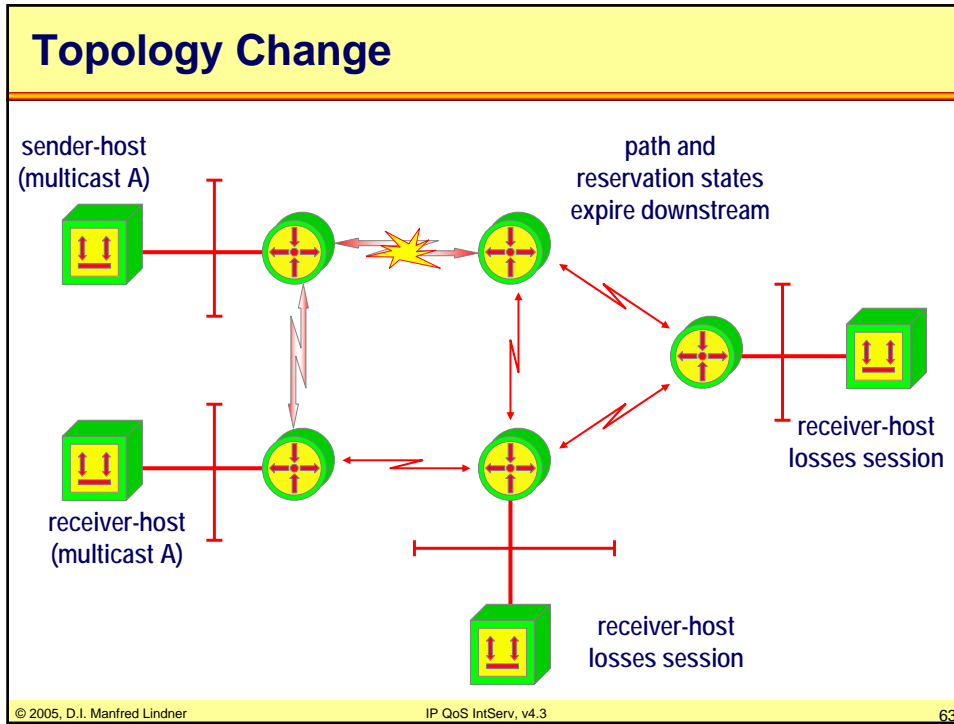 Topology Change
sender-host
(multicast A)
path and
reservation states
expire downstream
receiver-host
losses session
receiver-host
(multicast A)
receiver-host
losses session
© 2005, D.I. Manfred Lindner
IP QoS IntServ, v4.3
63